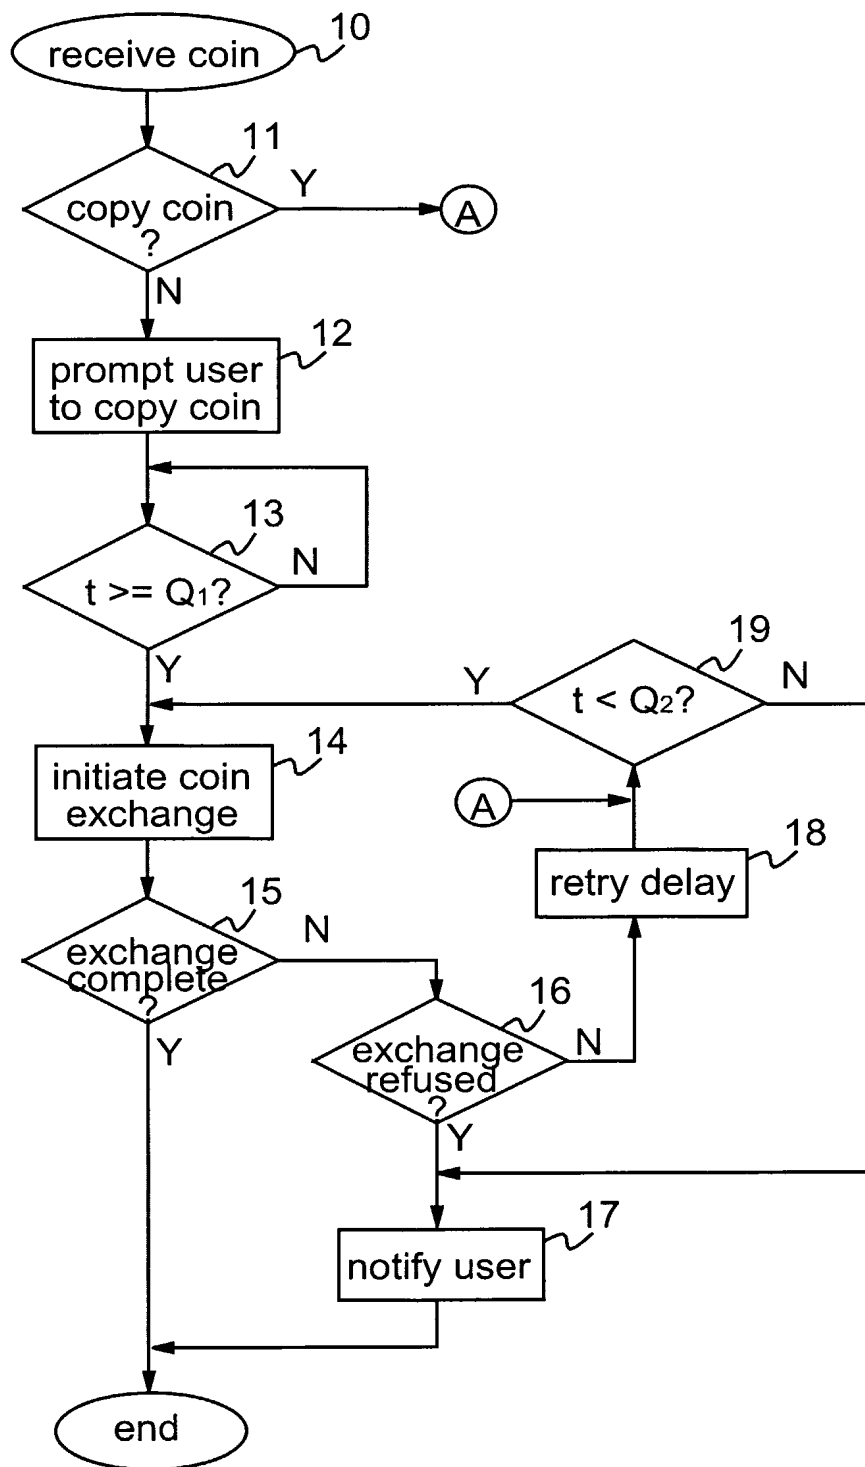 receive coin
10
11
Y
copy coin
?
A
N
12
prompt user
to copy coin
13
t >= Q1?
N
Y
19
Y
t < Q2?
N
14
initiate coin
exchange
A
18
retry delay
15
exchange
complete
?
N
Y
16
exchange
refused
?
N
Y
17
notify user
end